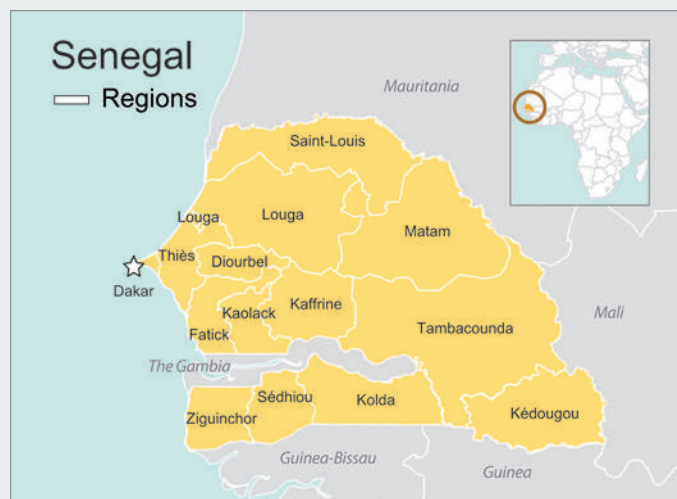 Senegal
Regions
Mauritania
Saint-Louis
Louga
Louga
Matam
Thiès
Diourbel
Dakar
Kaffrine
Kaolack
Mali
Fatick
Tambacounda
The Gambia
Sédhiou
Kolda
Kédougou
Ziguinchor
Guinea-Bissau
Guinea